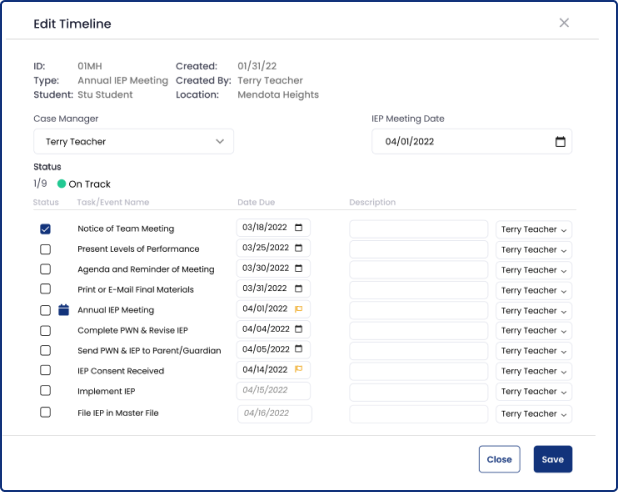 Edit Timeline
ID: 01MH Created: 01/31/22
Type: Annual IEP Meeting Created By: Terry Teacher
Student: Stu Student Location: Mendota Heights
Case Manager IEP Meeting Date
Terry Teacher 04/01/2022
Status
1/9 On Track
Status Task/Event Name Date Due Description
Notice of Team Meeting 03/18/2022 Terry Teacher
Present Levels of Performance 03/25/2022 Terry Teacher
Agenda and Reminder of Meeting 03/30/2022 Terry Teacher
Print or E-Mail Final Materials 03/31/2022 Terry Teacher
Annual IEP Meeting 04/01/2022 Terry Teacher
Complete PWN & Revise IEP 04/04/2022 Terry Teacher
Send PWN & IEP to Parent/Guardian 04/05/2022 Terry Teacher
IEP Consent Received 04/14/2022 Terry Teacher
Implement IEP 04/15/2022 Terry Teacher
File IEP in Master File 04/16/2022 Terry Teacher
Close Save